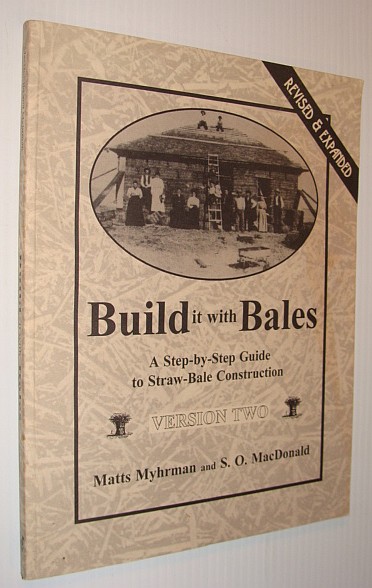 REVISED & EXPANDED
Build it with Bales
A Step-by-Step Guide
to Straw-Bale Construction
VERSION TWO
Matts Myhrman and S. O. MacDonald